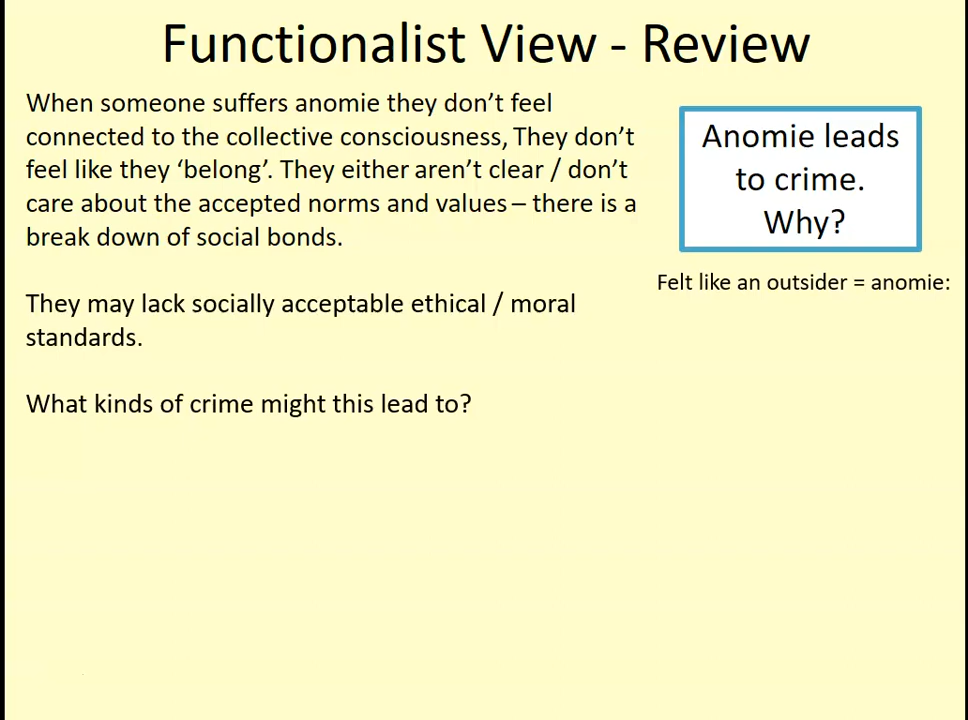 Functionalist View - Review
When someone suffers anomie they don’t feel
connected to the collective consciousness, They don’t
feel like they ‘belong’. They either aren’t clear / don’t
care about the accepted norms and values – there is a
break down of social bonds.
They may lack socially acceptable ethical / moral
standards.
What kinds of crime might this lead to?
Anomie leads
to crime.
Why?
Felt like an outsider = anomie: